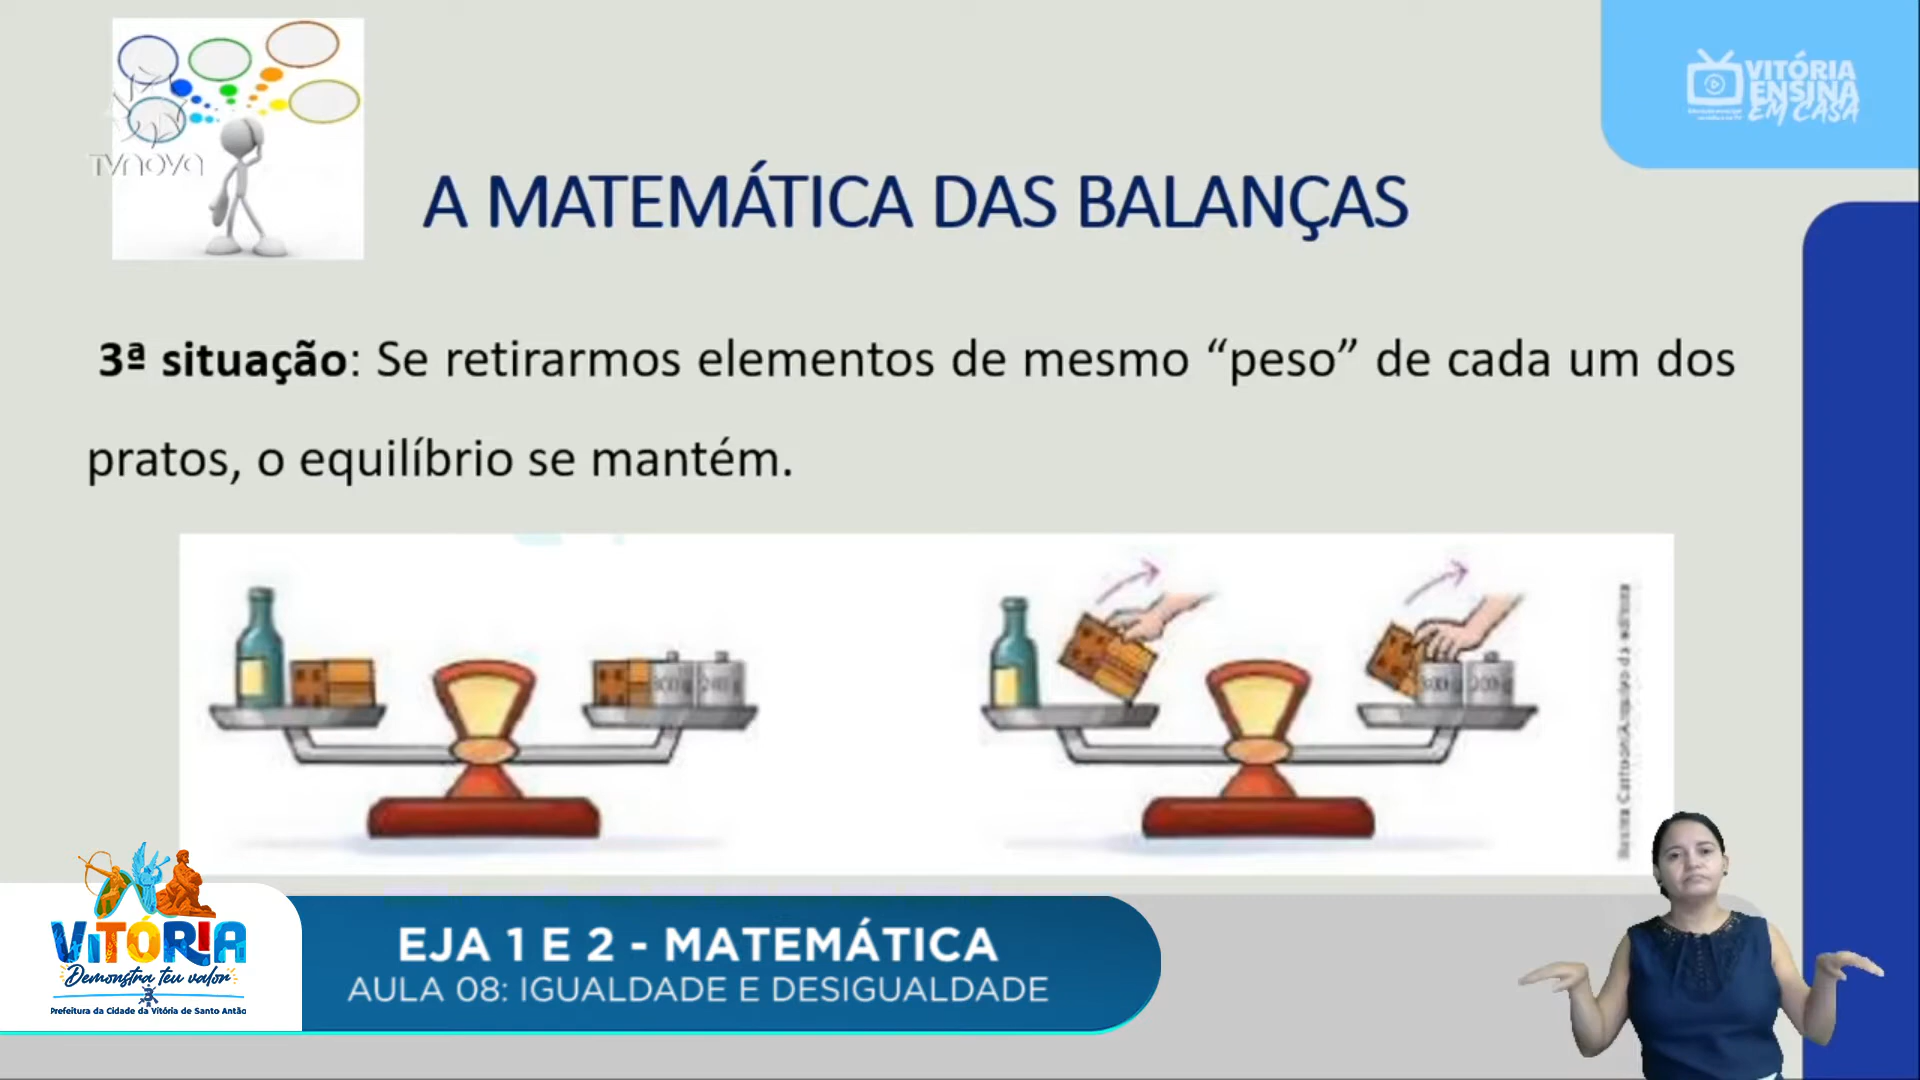 VITÓRIA
ENSINA
EM CASA
TVNOVA
A MATEMÁTICA DAS BALANÇAS
3ª situação: Se retirarmos elementos de mesmo “peso” de cada um dos
pratos, o equilíbrio se mantém.
VITÓRIA
Demonstra teu valor
Prefeitura da Cidade da Vitória de Santo Antão
EJA 1 E 2 - MATEMÁTICA
AULA 08: IGUALDADE E DESIGUALDADE